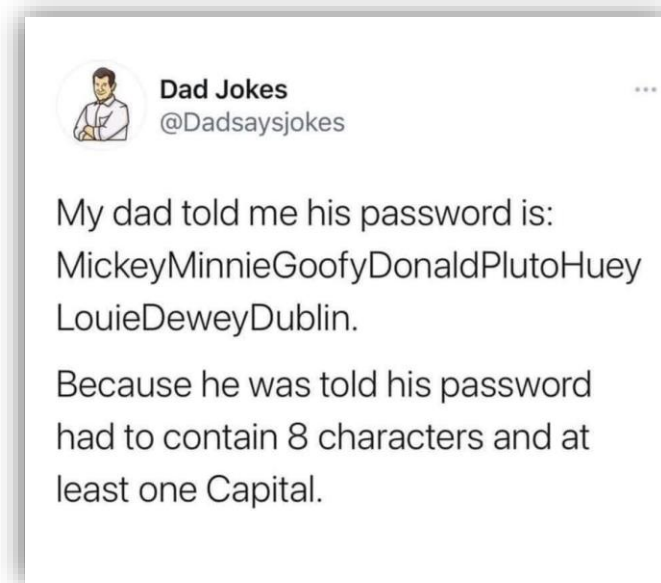 Dad Jokes
@Dadsaysjokes
My dad told me his password is:
MickeyMinnieGoofyDonaldPlutoHuey
LouieDeweyDublin.
Because he was told his password
had to contain 8 characters and at
least one Capital.